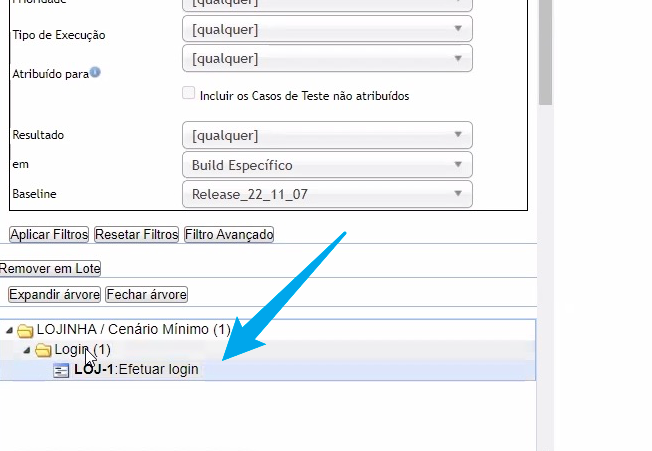 Prioridade [qualquer]
Tipo de Execução [qualquer]
[qualquer]
Atribuído para
Incluir os Casos de Teste não atribuídos
Resultado [qualquer]
em Build Específico
Baseline Release_22_11_07
Aplicar Filtros Resetar Filtros Filtro Avançado
Remover em Lote
Expandir árvore Fechar árvore
LOJINHA / Cenário Mínimo (1)
Login (1)
LOJ-1:Efetuar login